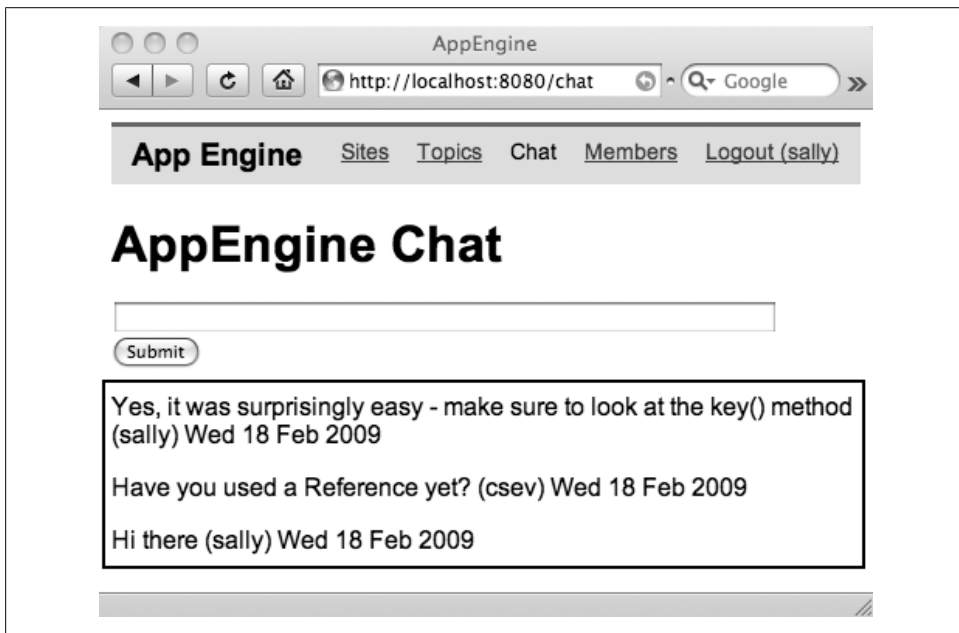 AppEngine
http://localhost:8080/chat
Google
App Engine Sites Topics Chat Members Logout (sally)
AppEngine Chat
Submit
Yes, it was surprisingly easy - make sure to look at the key() method
(sally) Wed 18 Feb 2009
Have you used a Reference yet? (csev) Wed 18 Feb 2009
Hi there (sally) Wed 18 Feb 2009